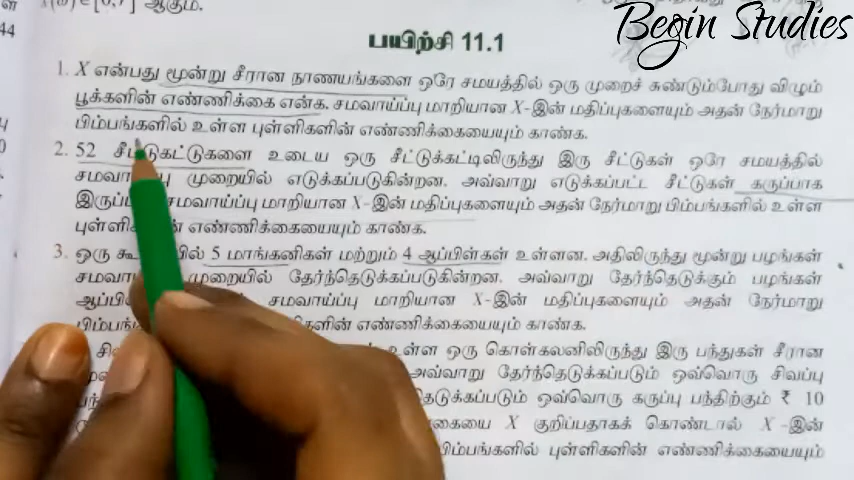 ஆகும்.
Begin Studies
44
பயிற்சி 11.1
1. X என்பது மூன்று சீரான நாணயங்களை ஒரே சமயத்தில் ஒரு முறைச் சுண்டும்போது விழும்
பூக்களின் எண்ணிக்கை என்க. சமவாய்ப்பு மாறியான X-இன் மதிப்புகளையும் அதன் நேர்மாறு
பிம்பங்களில் உள்ள புள்ளிகளின் எண்ணிக்கையையும் காண்க.
2. 52 சீட்டுகட்டுகளை உடைய ஒரு சீட்டுக்கட்டிலிருந்து இரு சீட்டுகள் ஒரே சமயத்தில்
முறையில் எடுக்கப்படுகின்றன. அவ்வாறு எடுக்கப்பட்ட சீட்டுகள் கருப்பாக
சமவாய்ப்பு மாறியான X-இன் மதிப்புகளையும் அதன் நேர்மாறு பிம்பங்களில் உள்ள
எண்ணிக்கையையும் காண்க.
3. ஒரு 5 மாங்கனிகள் மற்றும் 4 ஆப்பிள்கள் உள்ளன. அதிலிருந்து மூன்று பழங்கள்
முறையில் தேர்ந்தெடுக்கப்படுகின்றன. அவ்வாறு தேர்ந்தெடுக்கும் பழங்கள்
சமவாய்ப்பு மாறியான X-இன் மதிப்புகளையும் அதன் நேர்மாறு
எண்ணிக்கையையும் காண்க.
உள்ள ஒரு கொள்கலனிலிருந்து இரு பந்துகள் சீரான
அவ்வாறு தேர்ந்தெடுக்கப்படும் ஒவ்வொரு சிவப்பு
ஒவ்வொரு கருப்பு பந்திற்கும் ₹ 10
X குறிப்பதாகக் கொண்டால் X -இன்
புள்ளிகளின் எண்ணிக்கையையும்